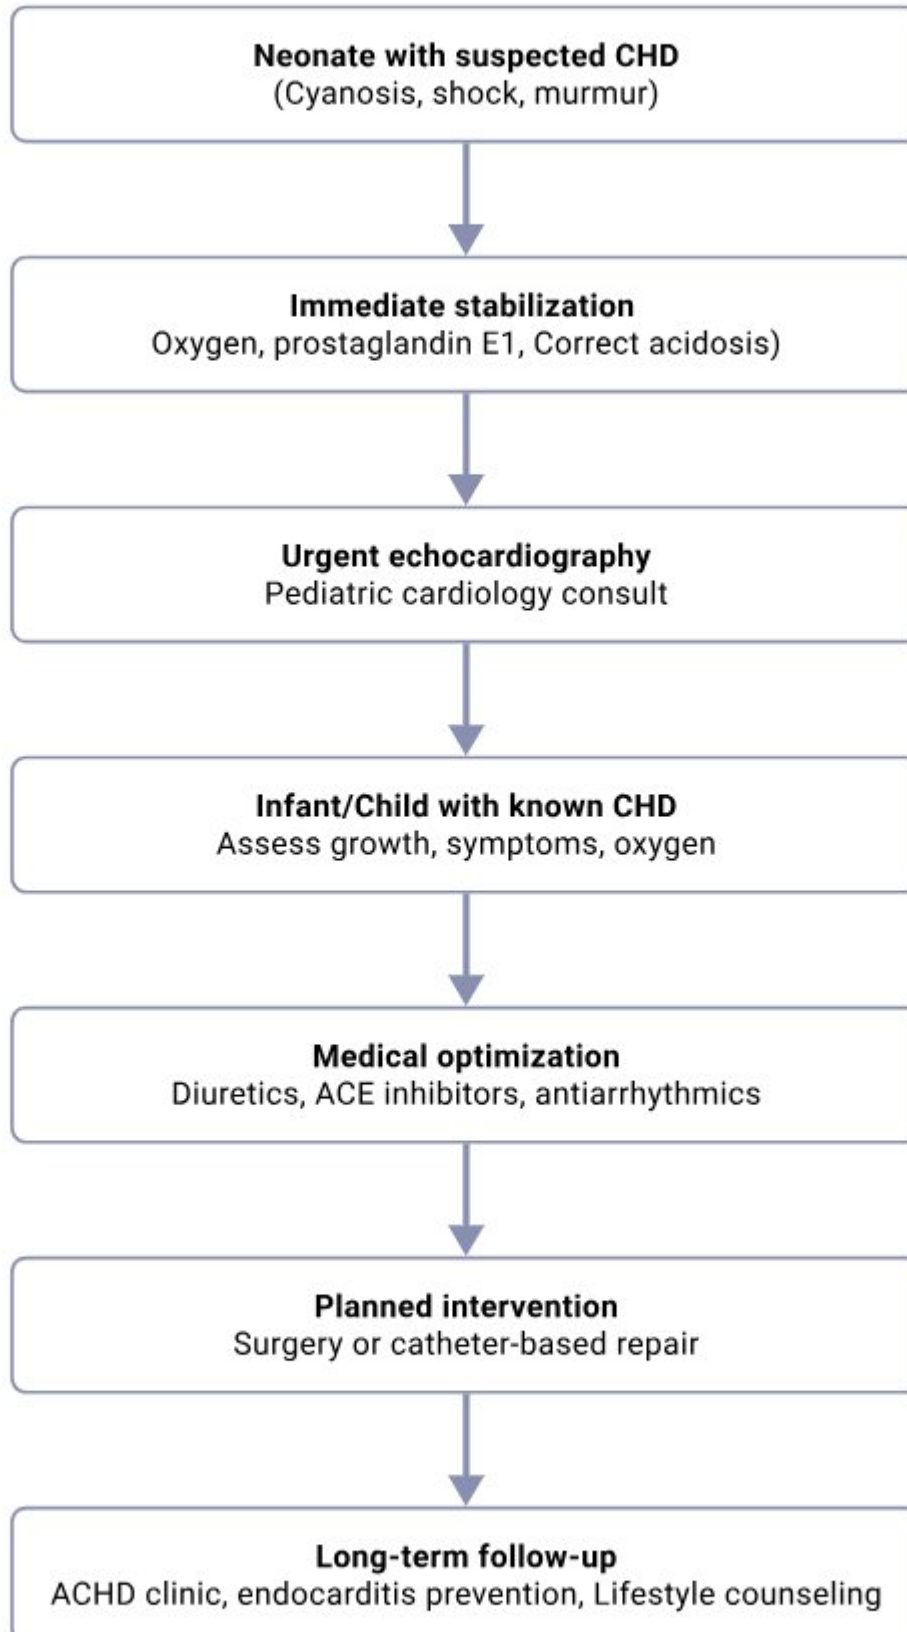 Neonate with suspected CHD
(Cyanosis, shock, murmur)
Immediate stabilization
Oxygen, prostaglandin E1, Correct acidosis)
Urgent echocardiography
Pediatric cardiology consult
Infant/Child with known CHD
Assess growth, symptoms, oxygen
Medical optimization
Diuretics, ACE inhibitors, antiarrhythmics
Planned intervention
Surgery or catheter-based repair
Long-term follow-up
ACHD clinic, endocarditis prevention, Lifestyle counseling